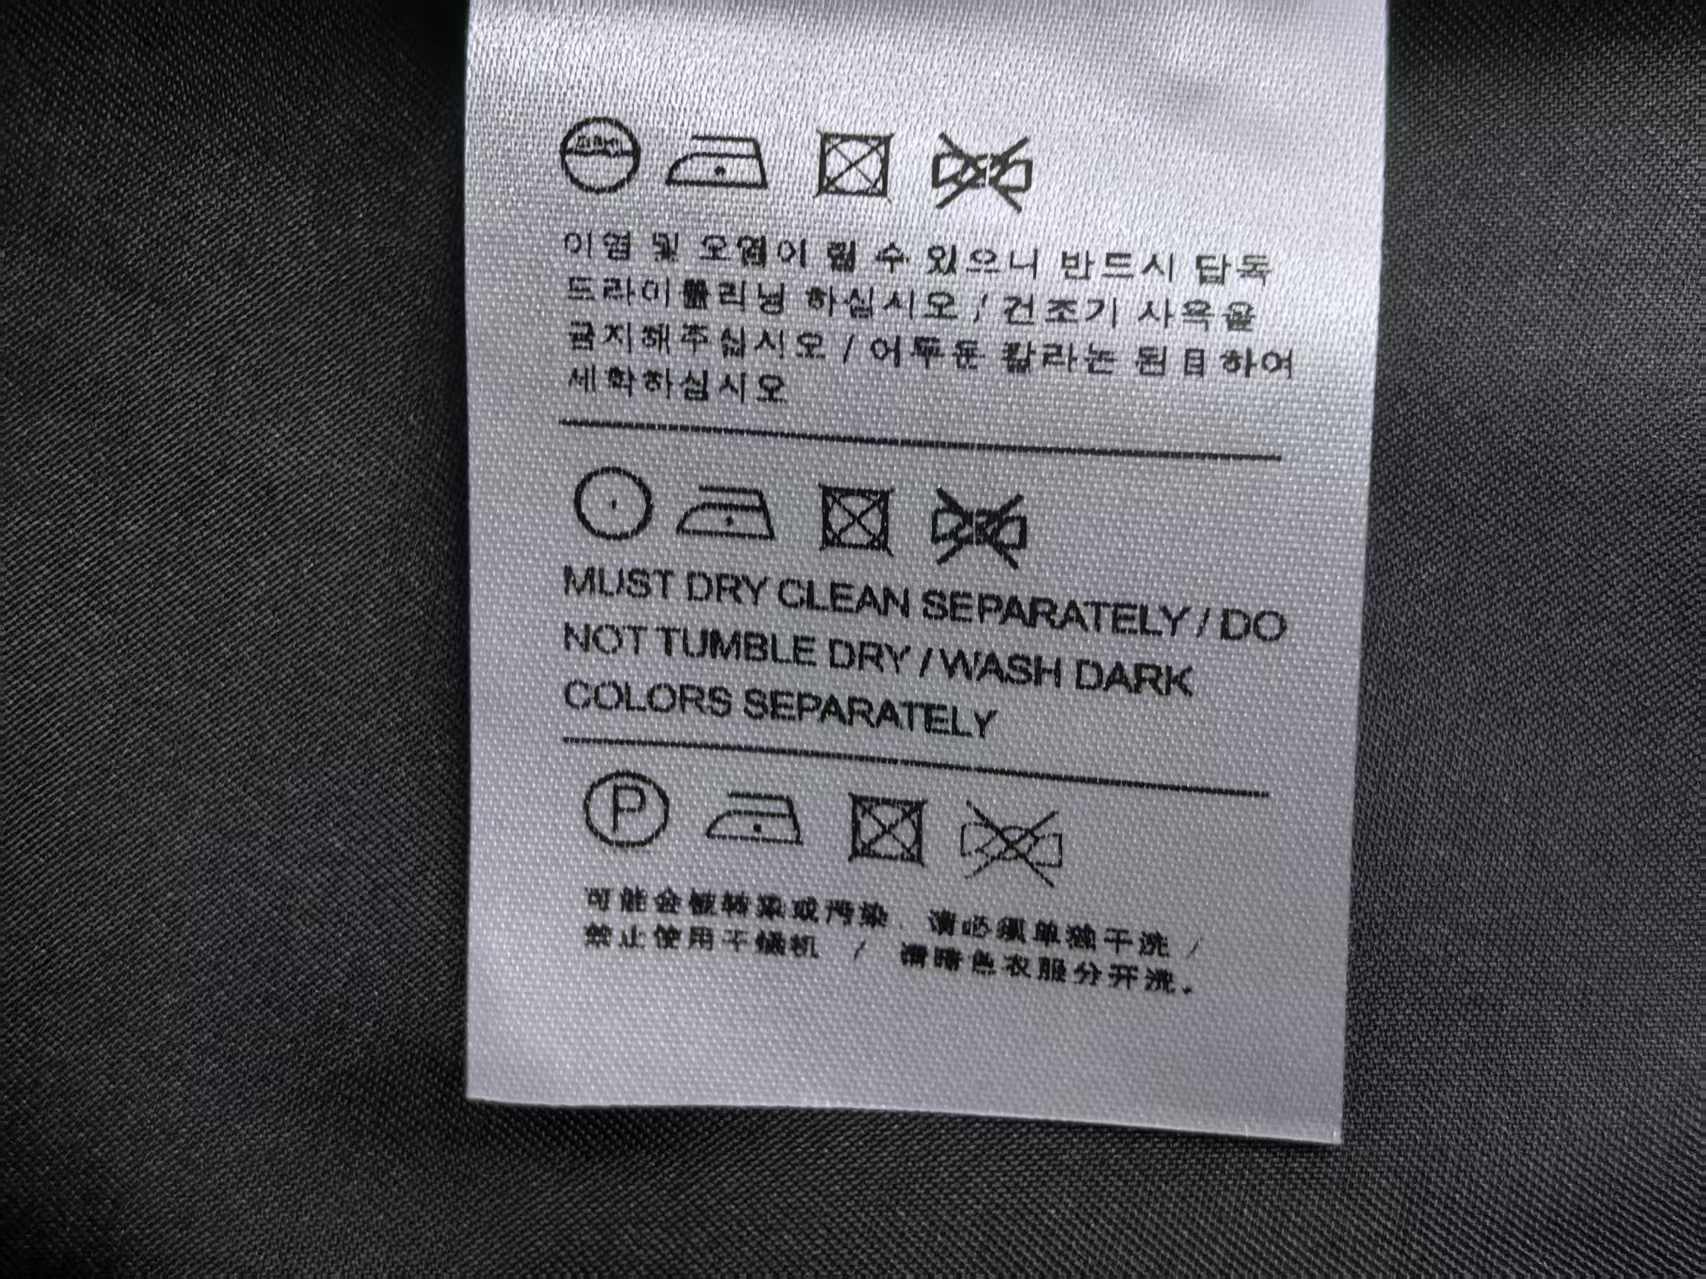 이염 및 오염이 될 수 있으니 반드시 단독
드라이클리닝 하십시오 / 건조기 사욕을
금지해주십시오 / 어두운 칼라는 분리하여
세탁하십시오
MUST DRY CLEAN SEPARATELY / DO
NOT TUMBLE DRY / WASH DARK
COLORS SEPARATELY
P
可能会被转染或污染、请必须单独干洗 /
禁止使用干燥机 / 请暗色衣服分开洗.